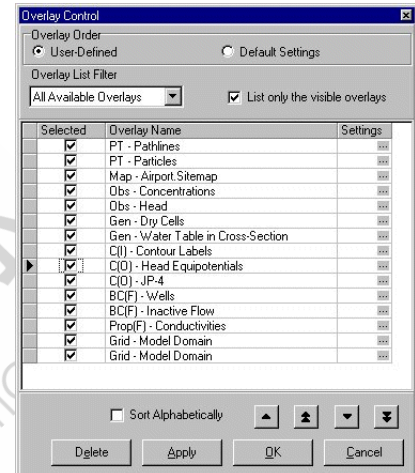 Overlay Control
Overlay Order
User-Defined Default Settings
Overlay List Filter
All Available Overlays List only the visible overlays
Selected Overlay Name Settings
PT - Pathlines
PT - Particles
Map - Airport.Sitemap
Obs - Concentrations
Obs - Head
Gen - Dry Cells
Gen - Water Table in Cross-Section
C(I) - Contour Labels
C(O) - Head Equipotentials
C(O) - JP-4
BC(F) - Wells
BC(F) - Inactive Flow
Prop(F) - Conductivities
Grid - Model Domain
Grid - Model Domain
Sort Alphabetically
Delete Apply OK Cancel